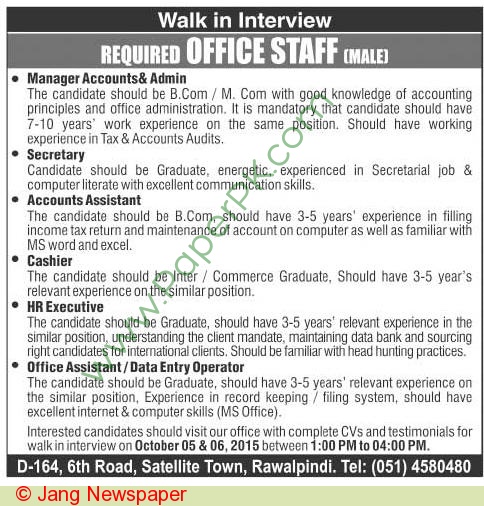 Walk in Interview
REQUIRED OFFICE STAFF (MALE)
• Manager Accounts& Admin
The candidate should be B.Com / M. Com with good knowledge of accounting
principles and office administration. It is mandatory that candidate should have
7-10 years' work experience on the same position. Should have working
experience in Tax & Accounts Audits.
• Secretary
Candidate should be Graduate, energetic, experienced in Secretarial job &
computer literate with excellent communication skills.
• Accounts Assistant
The candidate should be B.Com, should have 3-5 years' experience in filling
income tax return and maintenance of account on computer as well as familiar with
MS word and excel.
• Cashier
The candidate should be Inter / Commerce Graduate, Should have 3-5 year's
relevant experience on the similar position.
• HR Executive
The candidate should be Graduate, should have 3-5 years' relevant experience in the
similar position, understanding the client mandate, maintaining data bank and sourcing
right candidates for international clients. Should be familiar with head hunting practices.
• Office Assistant / Data Entry Operator
The candidate should be Graduate, should have 3-5 years' relevant experience on
the similar position, Experience in record keeping / filing system, should have
excellent internet & computer skills (MS Office).
Interested candidates should visit our office with complete CVs and testimonials for
walk in interview on October 05 & 06, 2015 between 1:00 PM to 04:00 PM.
D-164, 6th Road, Satellite Town, Rawalpindi. Tel: (051) 4580480
www.PaperPk.com
© Jang Newspaper